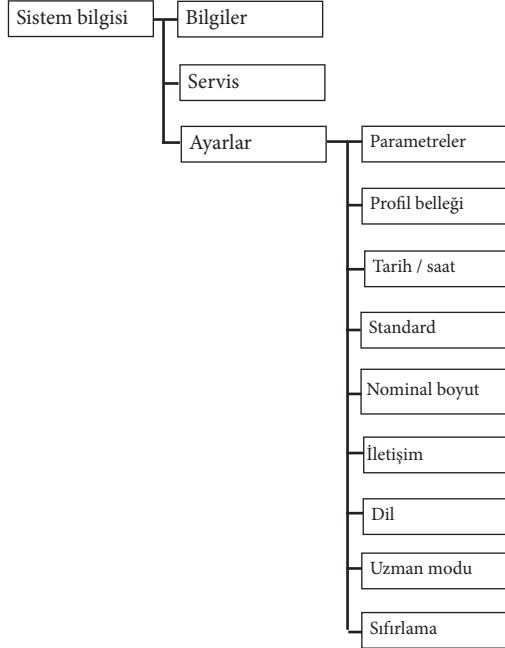 Sistem bilgisi
Bilgiler
Servis
Ayarlar
Parametreler
Profil belleği
Tarih / saat
Standard
Nominal boyut
İletişim
Dil
Uzman modu
Sıfırlama